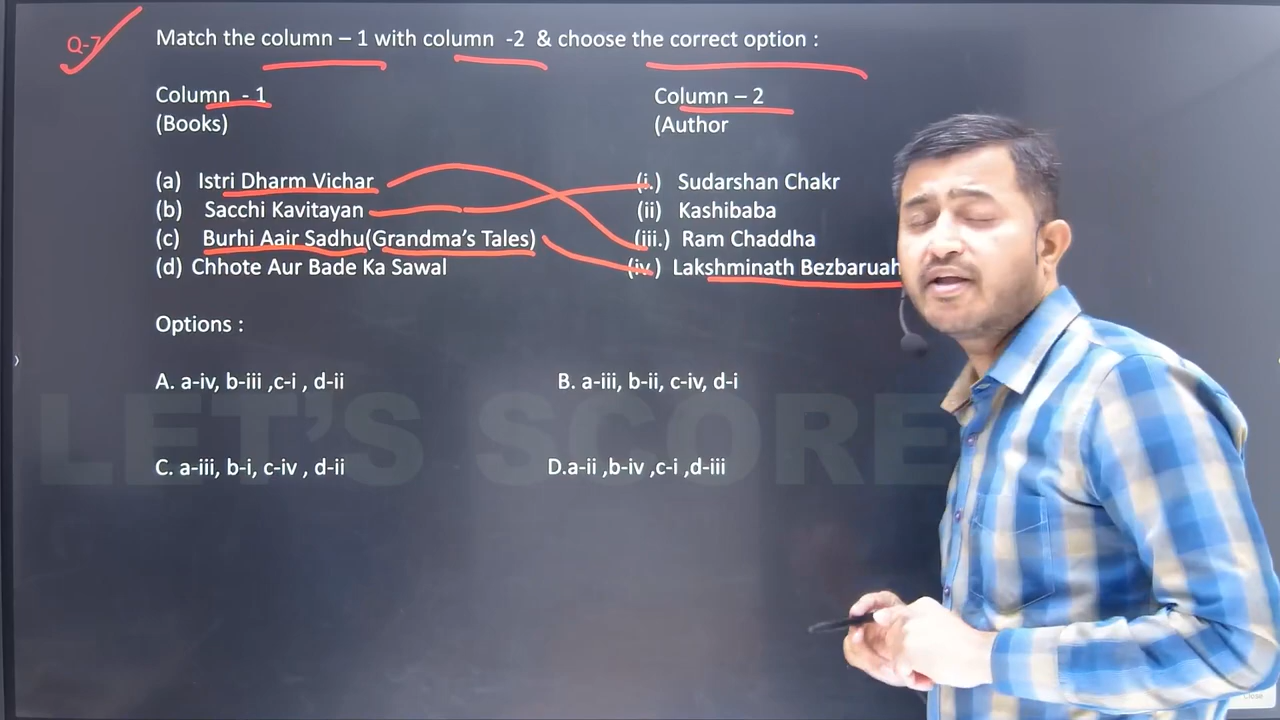 Q-7
Match the column – 1 with column -2 & choose the correct option :
Column - 1 Column – 2
(Books) (Author
(a) Istri Dharm Vichar (i.) Sudarshan Chakr
(b) Sacchi Kavitayan (ii) Kashibaba
(c) Burhi Aair Sadhu(Grandma's Tales) (iii.) Ram Chaddha
(d) Chhote Aur Bade Ka Sawal (iv.) Lakshminath Bezbaruah
Options :
A. a-iv, b-iii ,c-i , d-ii B. a-iii, b-ii, c-iv, d-i
LET'S SCORE
C. a-iii, b-i, c-iv , d-ii D.a-ii ,b-iv ,c-i ,d-iii